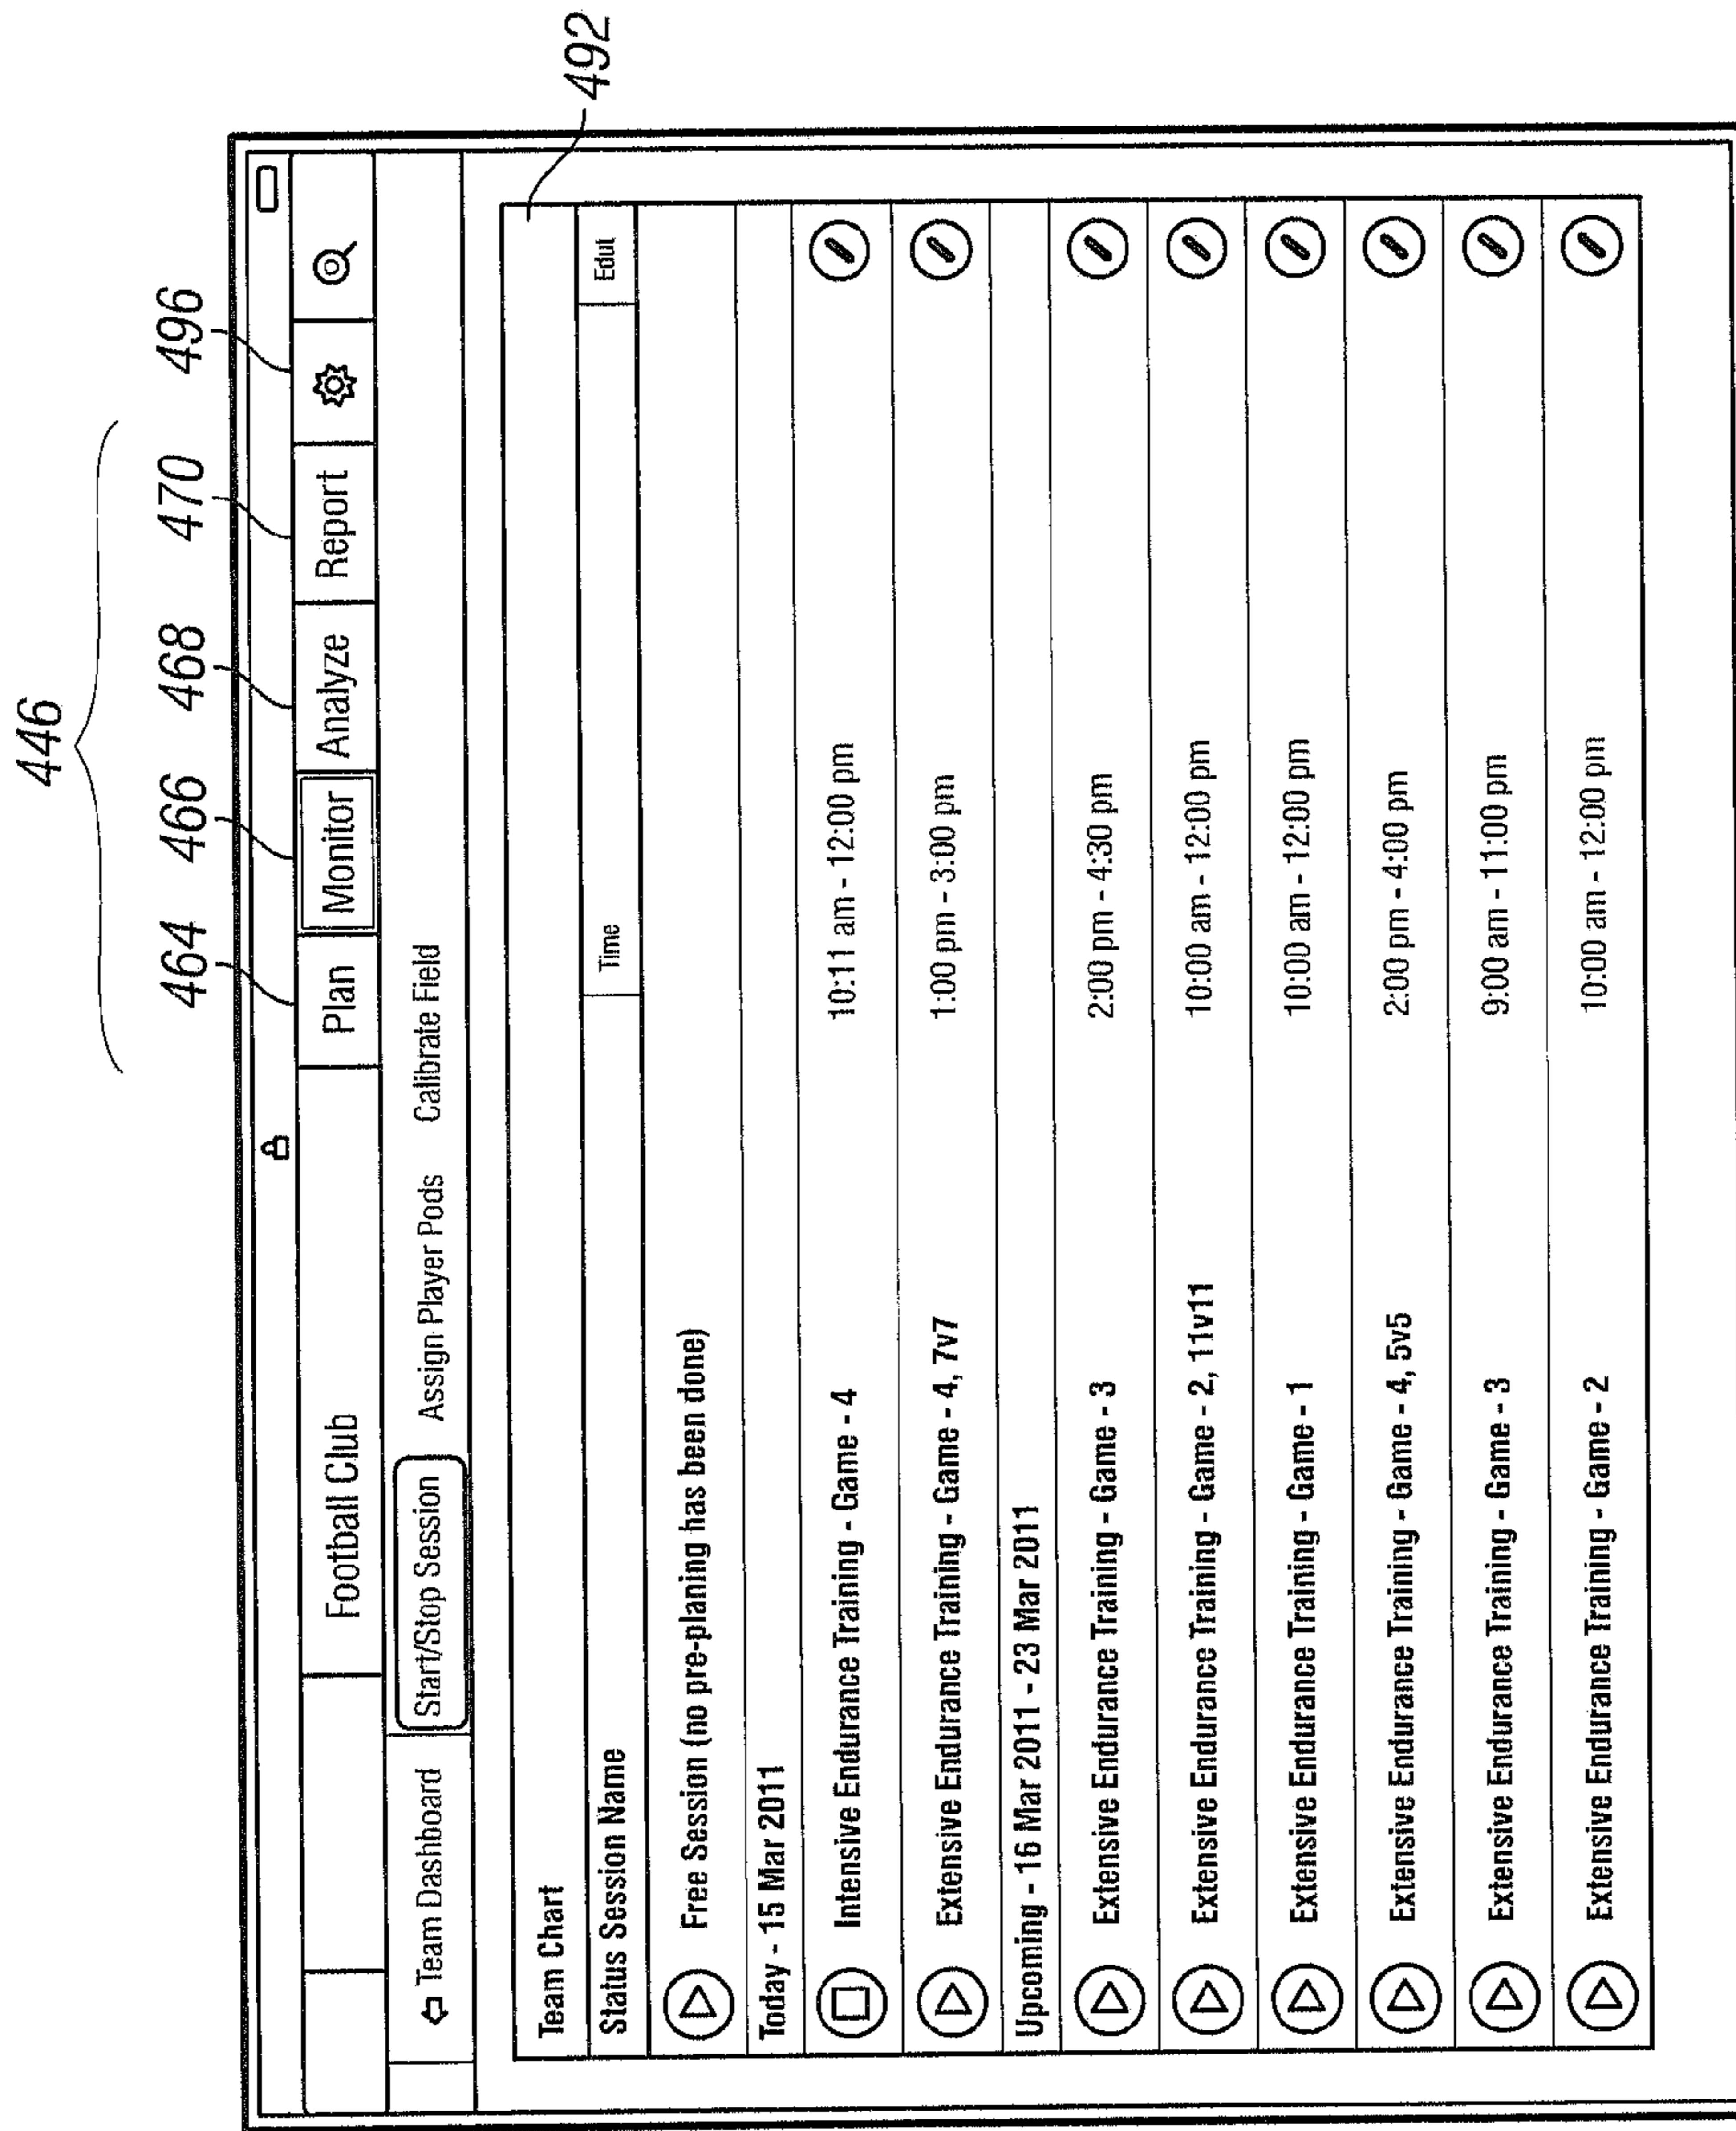 446
464 466 468 470 496
Football Club Plan Monitor Analyze Report
Team Dashboard Start/Stop Session Assign Player Pods Calibrate Field
492
Team Chart
Status Session Name Time Edut
Free Session (no pre-planing has been done)
Today - 15 Mar 2011
Intensive Endurance Training - Game - 4 10:11 am - 12:00 pm
Extensive Endurance Training - Game - 4, 7v7 1:00 pm - 3:00 pm
Upcoming - 16 Mar 2011 - 23 Mar 2011
Extensive Endurance Training - Game - 3 2:00 pm - 4:30 pm
Extensive Endurance Training - Game - 2, 11v11 10:00 am - 12:00 pm
Extensive Endurance Training - Game - 1 10:00 am - 12:00 pm
Extensive Endurance Training - Game - 4, 5v5 2:00 pm - 4:00 pm
Extensive Endurance Training - Game - 3 9:00 am - 11:00 pm
Extensive Endurance Training - Game - 2 10:00 am - 12:00 pm